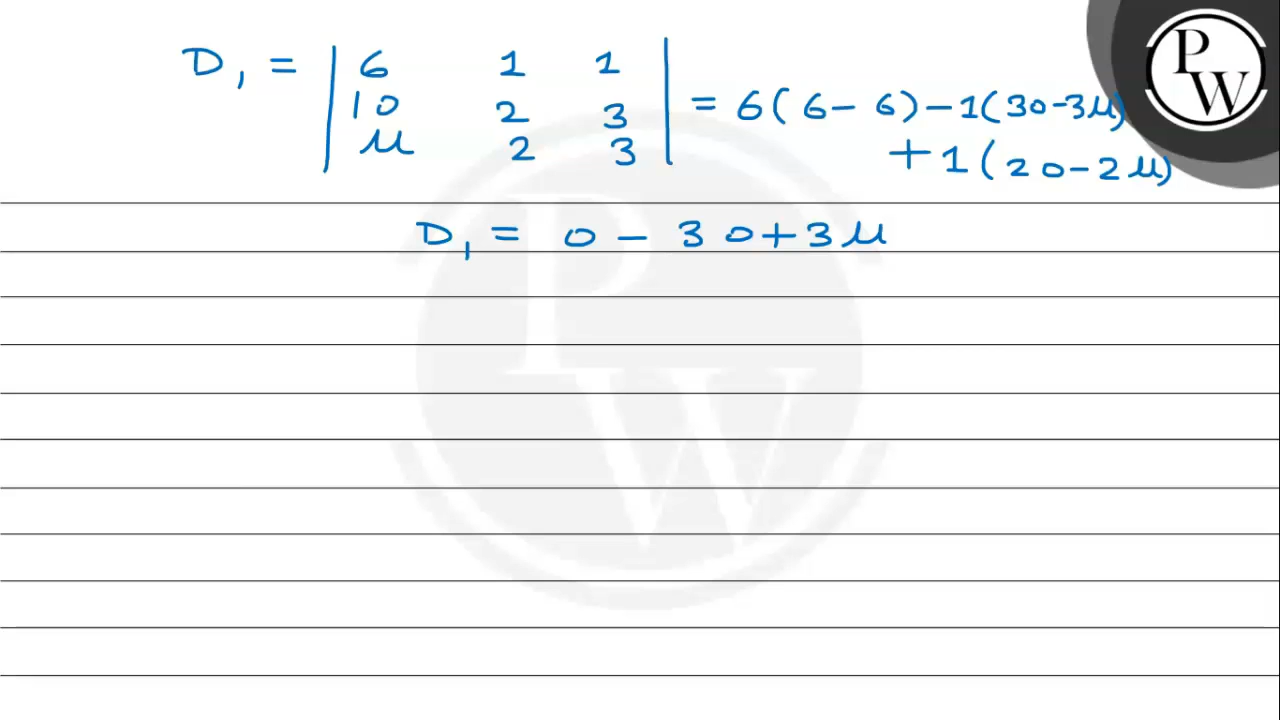 D₁ = | 6 1 1 |
| 10 2 3 | = 6(6-6)-1(30-3μ)
| μ 2 3 | +1(20-2μ)
D₁ = 0 - 30+3μ
PW
PW